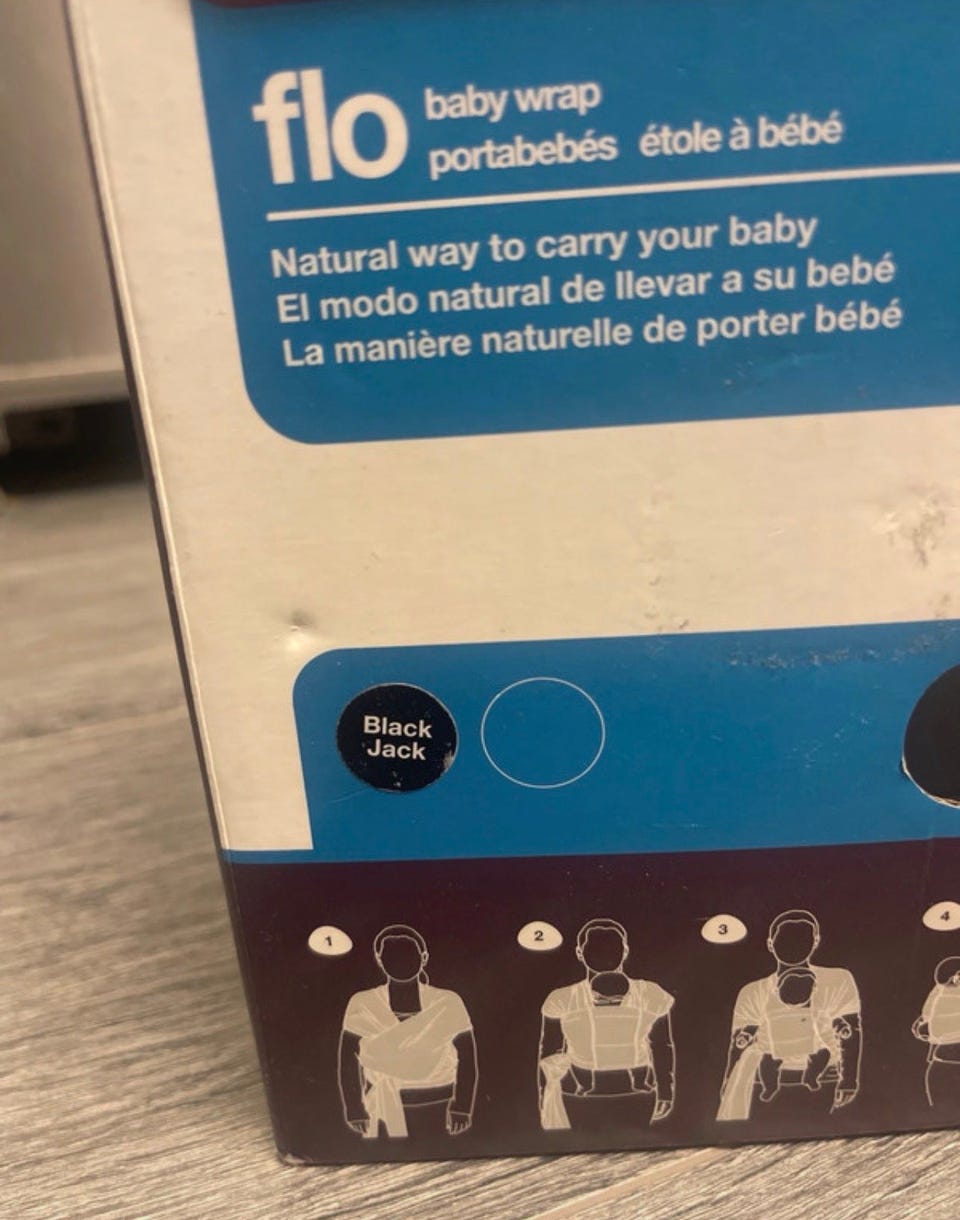 flo
baby wrap
portabebés étole à bébé
Natural way to carry your baby
El modo natural de llevar a su bebé
La manière naturelle de porter bébé
Black
Jack
1 2 3 4